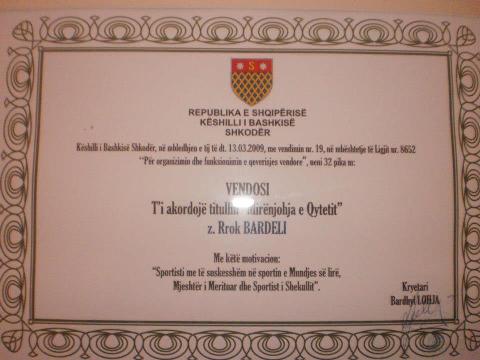 S
REPUBLIKA E SHQIPËRISË
KËSHILLI I BASHKISË
SHKODËR
Këshilli i Bashkisë Shkodër, në mbledhjen e tij të dt. 13.03.2009, me vendimin nr. 19, në mbështetje të Ligjit nr. 8652
"Për organizimin dhe funksionimin e qeverisjes vendore", neni 32 pika m:
VENDOSI
T'i akordojë titullin "Mirënjohja e Qytetit"
z. Rrok BARDELI
Me këtë motivacion:
"Sportisti me të suskesshëm në sportin e Mundjes së lirë,
Mjeshtër i Merituar dhe Sportist i Shekullit".
Kryetari
Bardhyl LOHJA